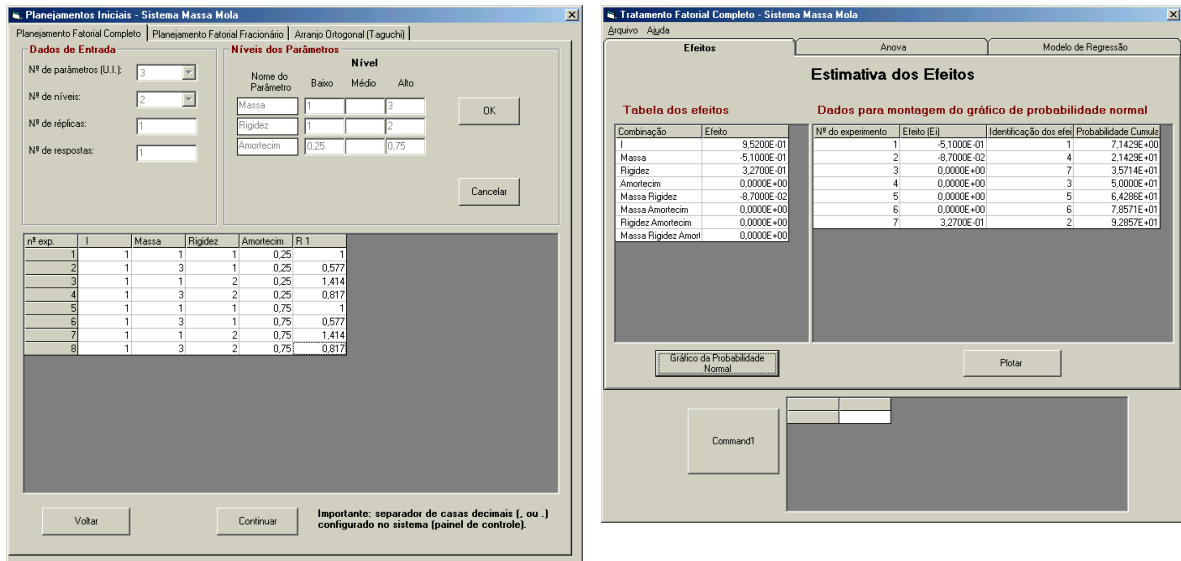 Planejamentos Iniciais - Sistema Massa Mola
Planejamento Fatorial Completo Planejamento Fatorial Fracionário Arranjo Ortogonal (Taguchi)
Dados de Entrada
Nº de parâmetros (U.I.): 3
Nº de níveis: 2
Nº de réplicas: 1
Nº de respostas: 1
Níveis dos Parâmetros
Nível
Nome do Parâmetro Baixo Médio Alto
Massa 1 3
Rigidez 1 2
Amortecim 0,25 0,75
OK
Cancelar
nº exp. I Massa Rigidez Amortecim R 1
1 1 1 1 0,25 1
2 1 3 1 0,25 0,577
3 1 1 2 0,25 1,414
4 1 3 2 0,25 0,817
5 1 1 1 0,75 1
6 1 3 1 0,75 0,577
7 1 1 2 0,75 1,414
8 1 3 2 0,75 0,817
Voltar
Continuar
Importante: separador de casas decimais (, ou .)
configurado no sistema (painel de controle).
Tratamento Fatorial Completo - Sistema Massa Mola
Arquivo Ajuda
Efeitos Anova Modelo de Regressão
Estimativa dos Efeitos
Tabela dos efeitos
Combinação Efeito
I 9,5200E-01
Massa -5,1000E-01
Rigidez 3,2700E-01
Amortecim 0,0000E+00
Massa Rigidez -8,7000E-02
Massa Amortecim 0,0000E+00
Rigidez Amortecim 0,0000E+00
Massa Rigidez Amort 0,0000E+00
Dados para montagem do gráfico de probabilidade normal
Nº do experimento Efeito (Ei) Identificação dos efei Probabilidade Cumula
1 -5,1000E-01 1 7,1429E+00
2 -8,7000E-02 4 2,1429E+01
3 0,0000E+00 7 3,5714E+01
4 0,0000E+00 3 5,0000E+01
5 0,0000E+00 5 6,4286E+01
6 0,0000E+00 6 7,8571E+01
7 3,2700E-01 2 9,2857E+01
Gráfico da Probabilidade
Normal
Plotar
Command1